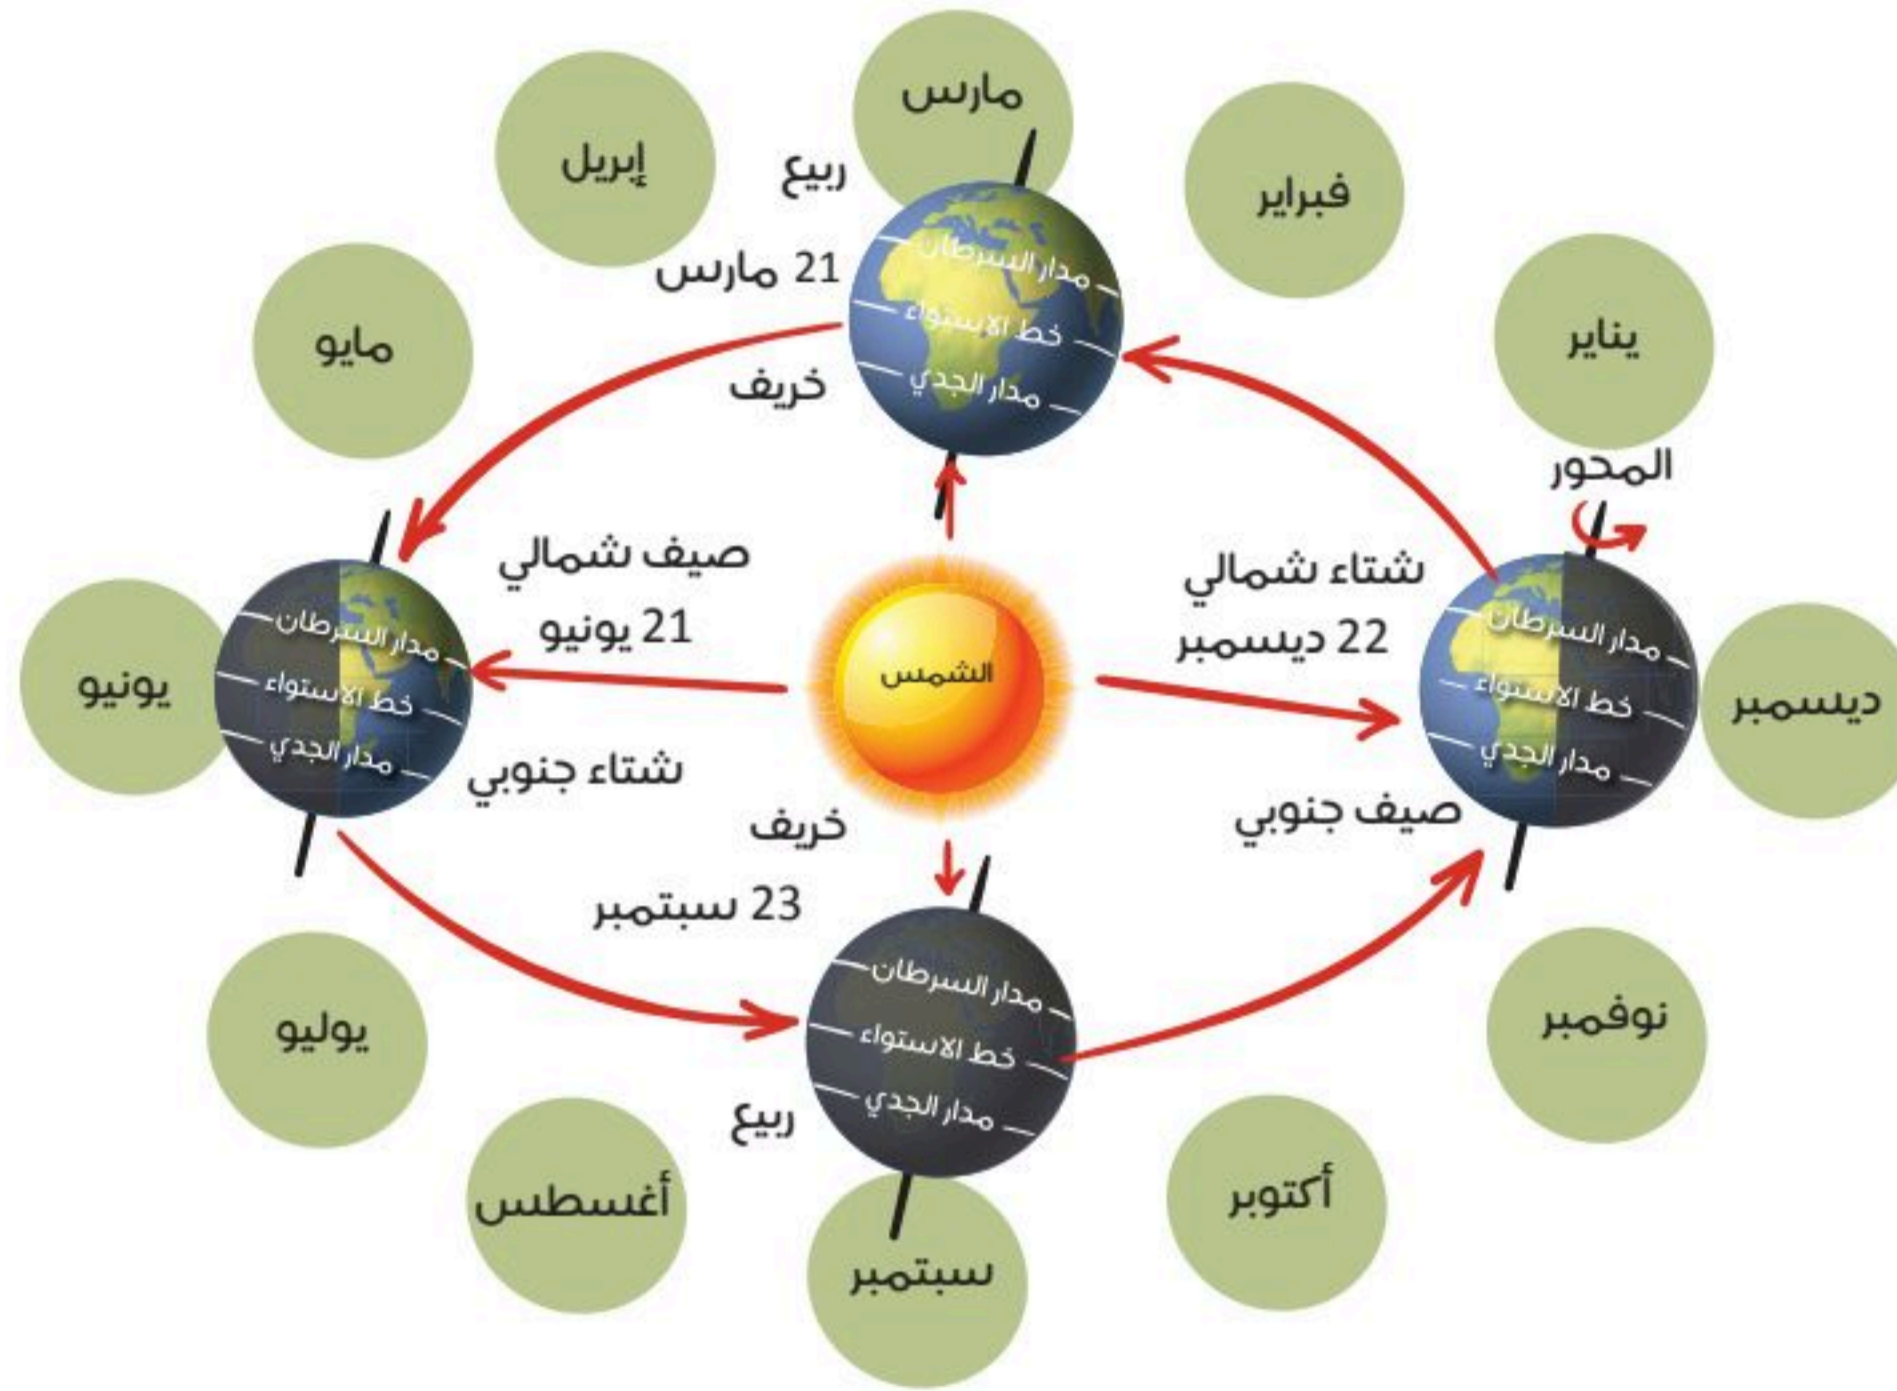 مارس
إبريل
فبراير
ربيع
21 مارس
خريف
مدار السرطان
خط الاستواء
مدار الجدي
مايو
يناير
المحور
صيف شمالي
21 يونيو
شتاء جنوبي
الشمس
شتاء شمالي
22 ديسمبر
صيف جنوبي
يونيو
مدار السرطان
خط الاستواء
مدار الجدي
مدار السرطان
خط الاستواء
مدار الجدي
ديسمبر
خريف
23 سبتمبر
ربيع
مدار السرطان
خط الاستواء
مدار الجدي
يوليو
نوفمبر
أغسطس
أكتوبر
سبتمبر